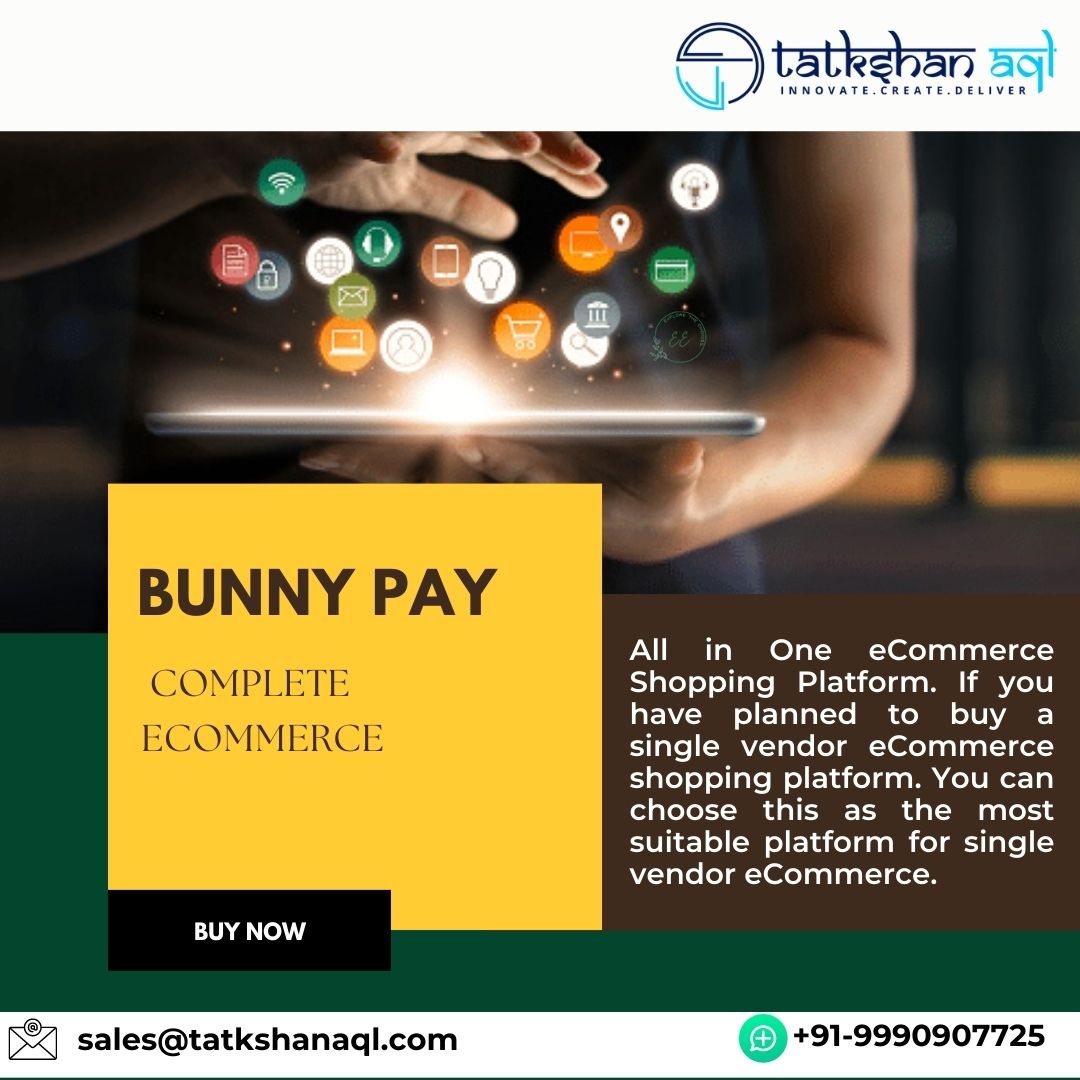 tatkshan aql
INNOVATE.CREATE.DELIVER
EE
BUNNY PAY
COMPLETE
ECOMMERCE
All in One eCommerce
Shopping Platform. If you
have planned to buy a
single vendor eCommerce
shopping platform. You can
choose this as the most
suitable platform for single
vendor eCommerce.
BUY NOW
@
sales@tatkshanaql.com
+91-9990907725